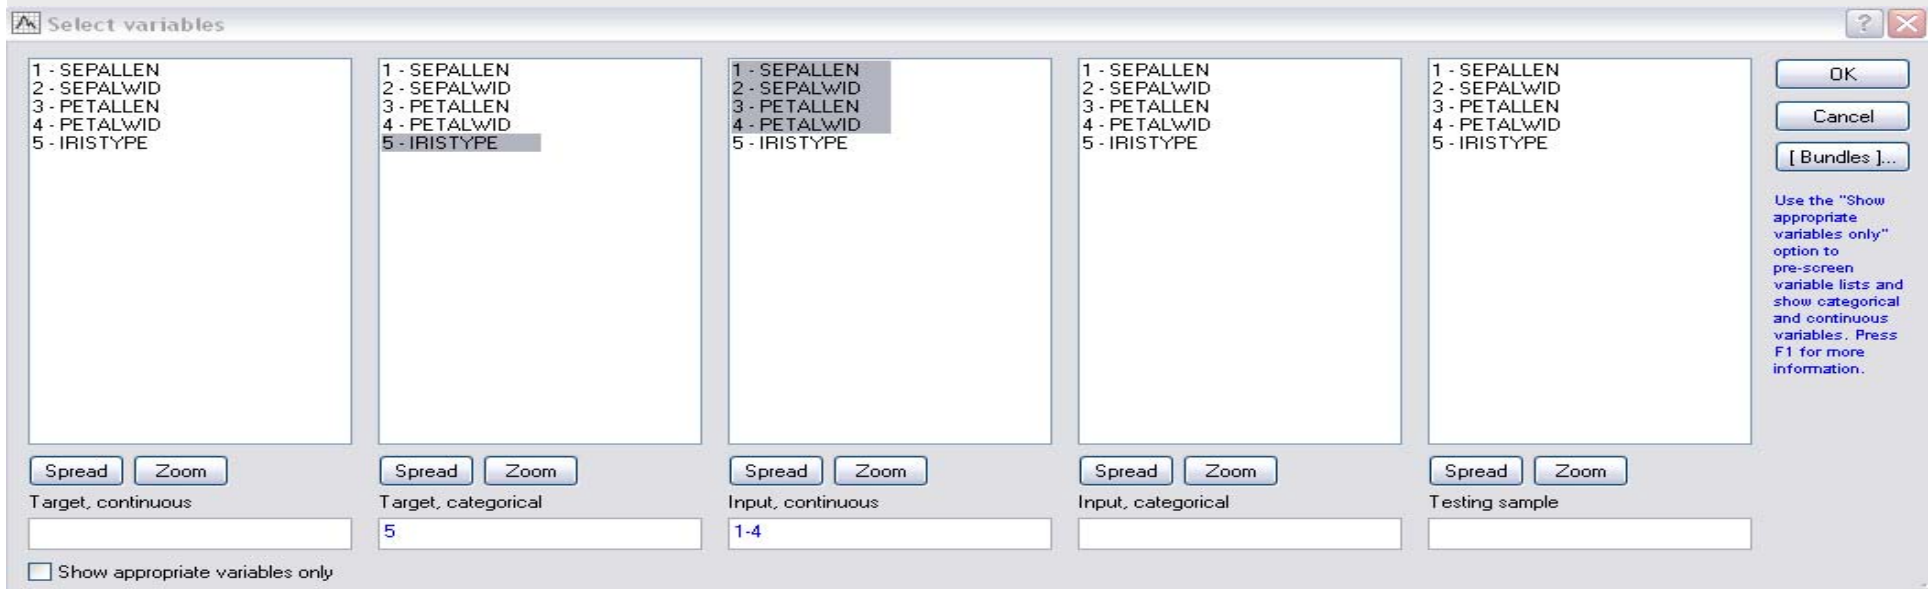 Select variables
1 - SEPALLEN
2 - SEPALWID
3 - PETALLEN
4 - PETALWID
5 - IRISTYPE
1 - SEPALLEN
2 - SEPALWID
3 - PETALLEN
4 - PETALWID
5 - IRISTYPE
1 - SEPALLEN
2 - SEPALWID
3 - PETALLEN
4 - PETALWID
5 - IRISTYPE
1 - SEPALLEN
2 - SEPALWID
3 - PETALLEN
4 - PETALWID
5 - IRISTYPE
1 - SEPALLEN
2 - SEPALWID
3 - PETALLEN
4 - PETALWID
5 - IRISTYPE
OK
Cancel
[ Bundles ]...
Use the "Show
appropriate
variables only"
option to
pre-screen
variable lists and
show categorical
and continuous
variables. Press
F1 for more
information.
Spread Zoom
Target, continuous
Spread Zoom
Target, categorical
5
Spread Zoom
Input, continuous
1-4
Spread Zoom
Input, categorical
Spread Zoom
Testing sample
Show appropriate variables only